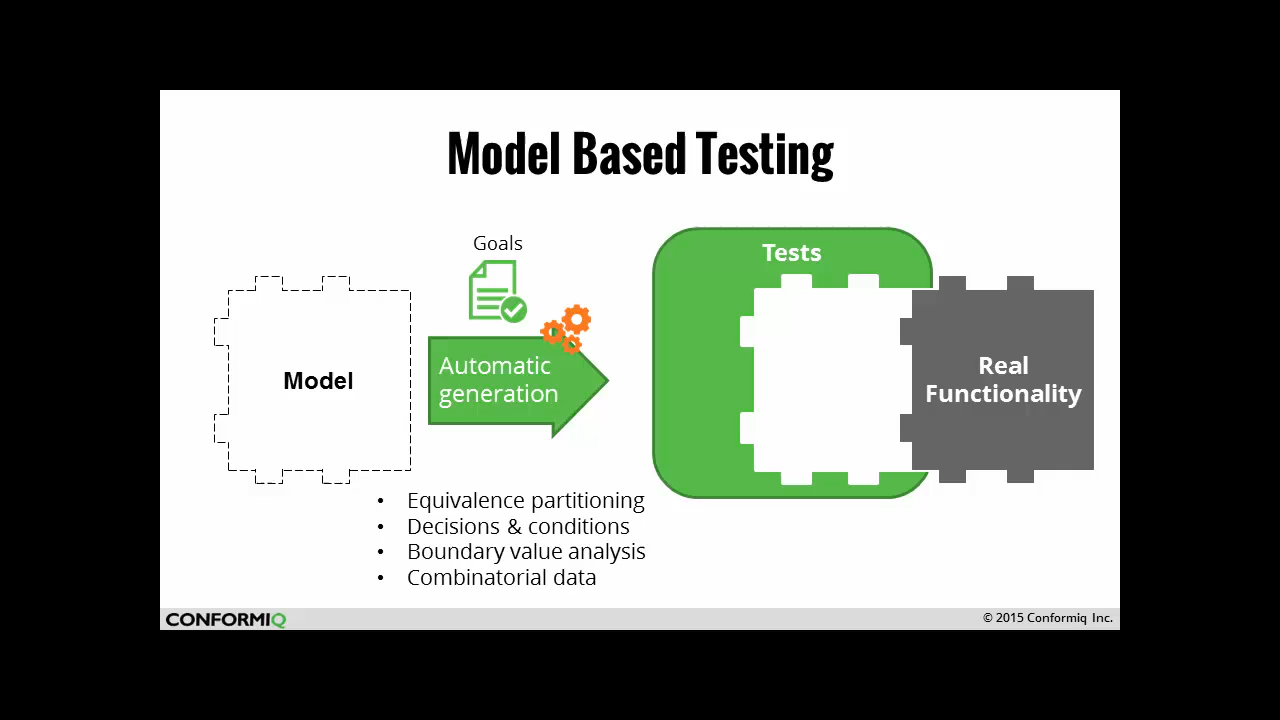 Model Based Testing
Goals
Tests
Model
Automatic
generation
Real
Functionality
• Equivalence partitioning
• Decisions & conditions
• Boundary value analysis
• Combinatorial data
CONFORMIQ
© 2015 Conformiq Inc.